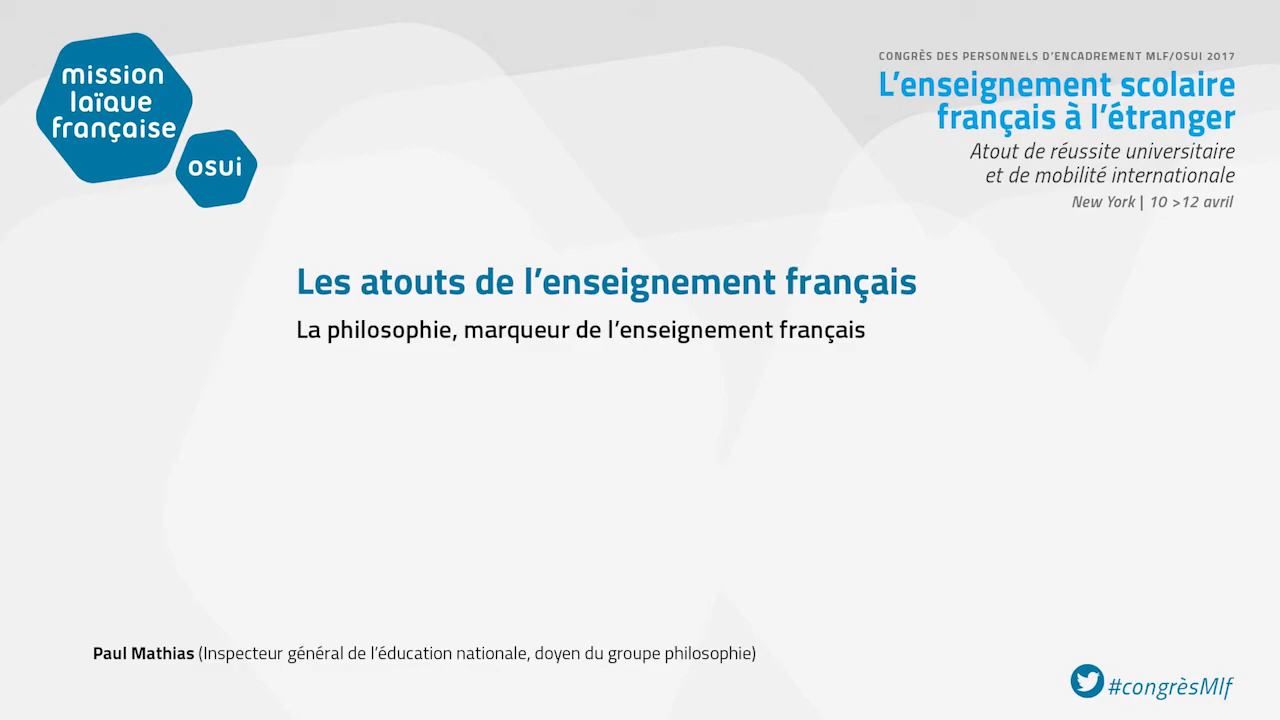 mission
laïque
française
osui
CONGRÈS DES PERSONNELS D'ENCADREMENT MLF/OSUI 2017
L'enseignement scolaire
français à l'étranger
Atout de réussite universitaire
et de mobilité internationale
New York | 10 >12 avril
Les atouts de l'enseignement français
La philosophie, marqueur de l'enseignement français
Paul Mathias (Inspecteur général de l'éducation nationale, doyen du groupe philosophie)
#congrèsMlf